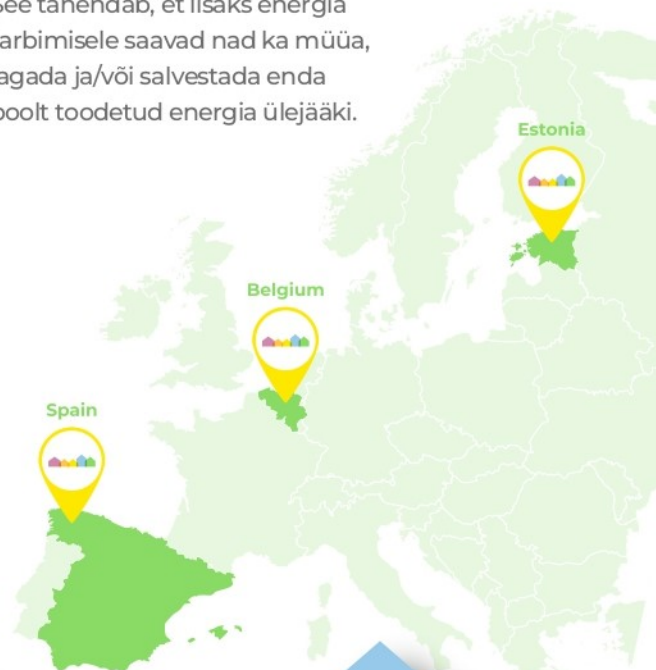 See tähendab, et lisaks energia
tarbimisele saavad nad ka müüa,
jagada ja/või salvestada enda
poolt toodetud energia ülejääki.
Estonia
Belgium
Spain